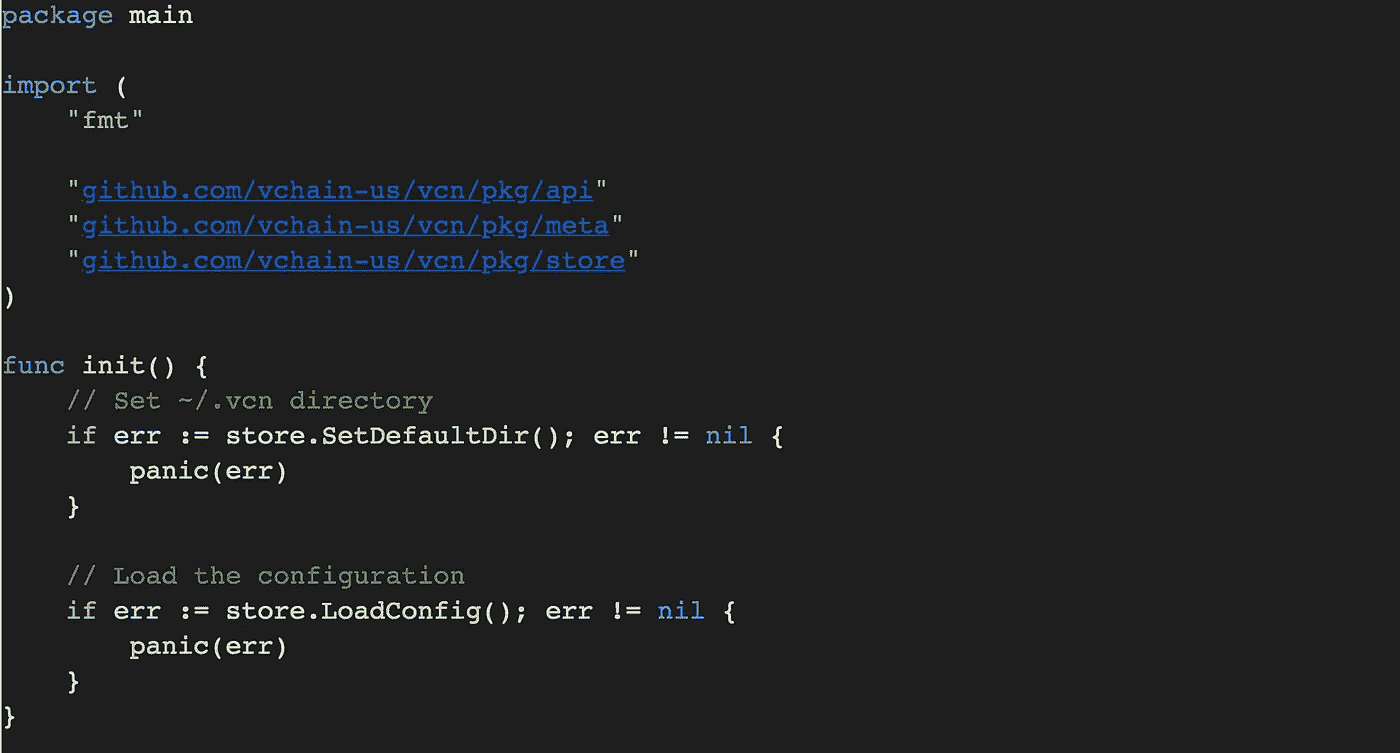 package main
import (
"fmt"
"github.com/vchain-us/vcn/pkg/api"
"github.com/vchain-us/vcn/pkg/meta"
"github.com/vchain-us/vcn/pkg/store"
)
func init() {
// Set ~/.vcn directory
if err := store.SetDefaultDir(); err != nil {
panic(err)
}
// Load the configuration
if err := store.LoadConfig(); err != nil {
panic(err)
}
}